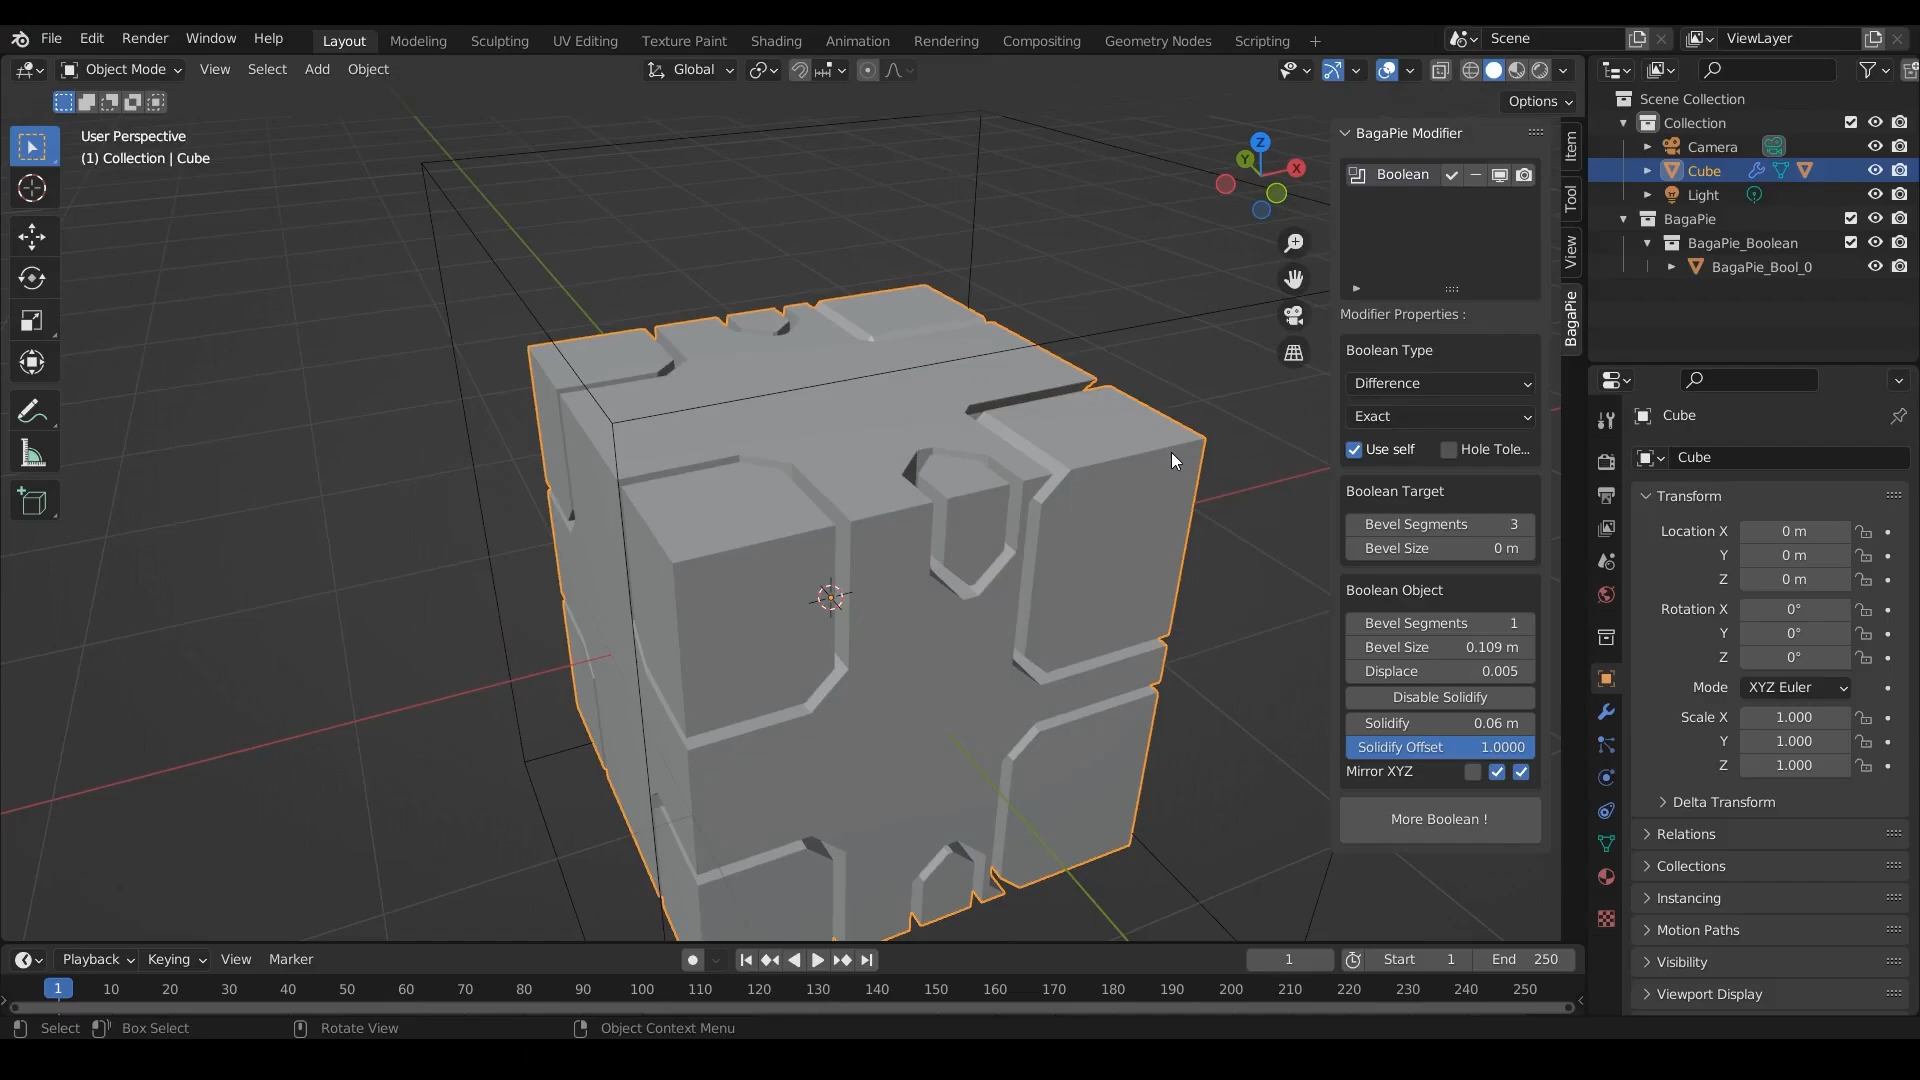 File Edit Render Window Help Layout Modeling Sculpting UV Editing Texture Paint Shading Animation Rendering Compositing Geometry Nodes Scripting + Scene ViewLayer
Object Mode View Select Add Object Global
Options
User Perspective
(1) Collection | Cube
X
Y
Z
BagaPie Modifier
Boolean
Modifier Properties :
Boolean Type
Difference
Exact
Use self Hole Tole...
Boolean Target
Bevel Segments 3
Bevel Size 0 m
Boolean Object
Bevel Segments 1
Bevel Size 0.109 m
Displace 0.005
Disable Solidify
Solidify 0.06 m
Solidify Offset 1.0000
Mirror XYZ
More Boolean !
Item
Tool
View
BagaPie
Scene Collection
Collection
Camera
Cube
Light
BagaPie
BagaPie_Boolean
BagaPie_Bool_0
Cube
Cube
Transform
Location X 0 m
Y 0 m
Z 0 m
Rotation X 0°
Y 0°
Z 0°
Mode XYZ Euler
Scale X 1.000
Y 1.000
Z 1.000
Delta Transform
Relations
Collections
Instancing
Motion Paths
Visibility
Viewport Display
Playback Keying View Marker 1 Start 1 End 250
1 10 20 30 40 50 60 70 80 90 100 110 120 130 140 150 160 170 180 190 200 210 220 230 240 250
Select Box Select Rotate View Object Context Menu